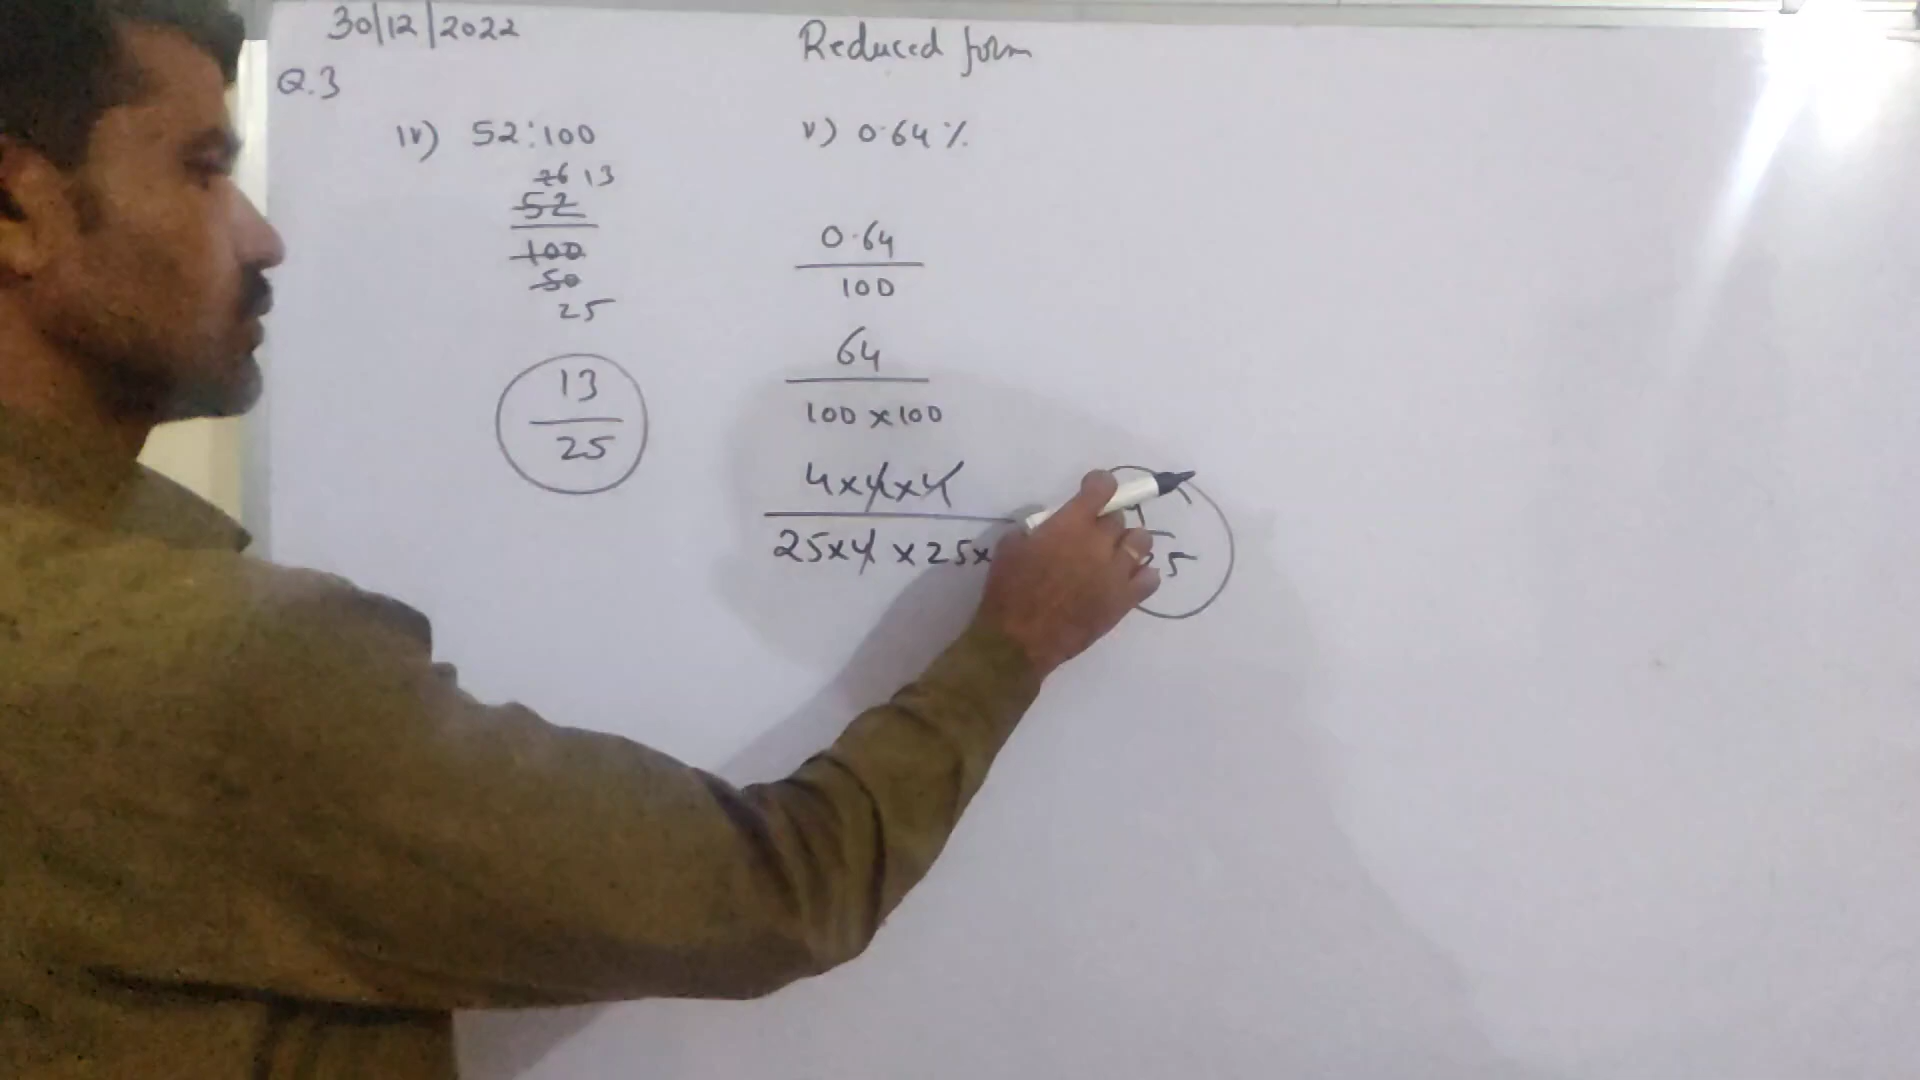 30/12/2022
Reduced form
Q.3
iv) 52:100
26 13
52
100
50
25
13
25
v) 0.64 %
0.64
100
64
100 x 100
4 x 4 x 4
25 x 4 x 25 x